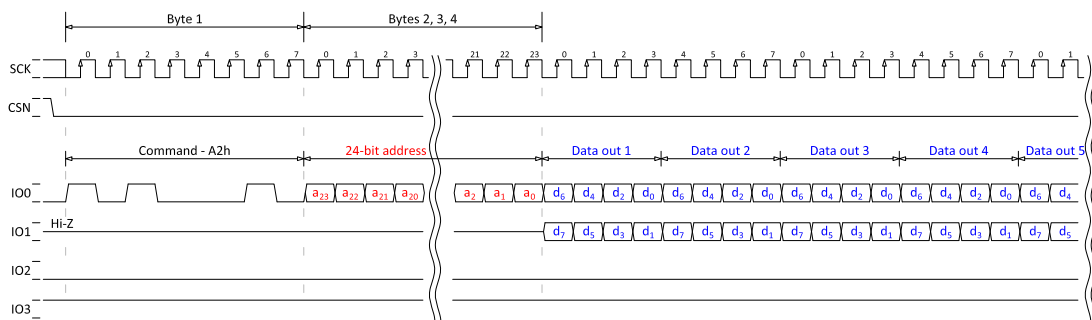 Byte 1 Bytes 2, 3, 4
0 1 2 3 4 5 6 7 0 1 2 3 21 22 23 0 1 2 3 4 5 6 7 0 1 2 3 4 5 6 7 0 1
SCK
CSN
Command - A2h 24-bit address Data out 1 Data out 2 Data out 3 Data out 4 Data out 5
IO0 a23 a22 a21 a20 a2 a1 a0 d6 d4 d2 d0 d6 d4 d2 d0 d6 d4 d2 d0 d6 d4 d2 d0 d6 d4
Hi-Z
IO1 d7 d5 d3 d1 d7 d5 d3 d1 d7 d5 d3 d1 d7 d5 d3 d1 d7 d5
IO2
IO3